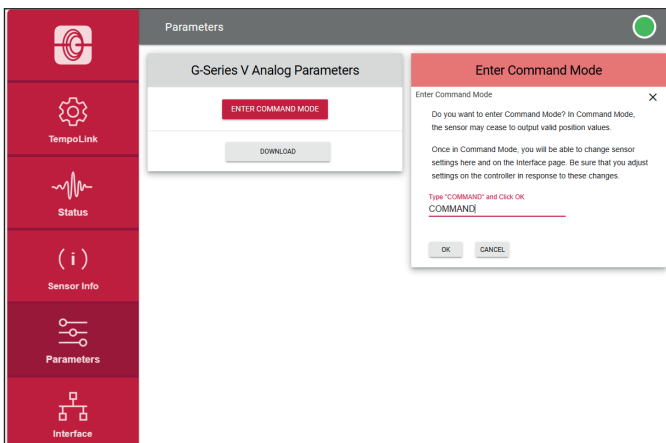 Parameters
TempoLink
Status
( i )
Sensor Info
Parameters
Interface
G-Series V Analog Parameters
ENTER COMMAND MODE
DOWNLOAD
Enter Command Mode
Enter Command Mode
Do you want to enter Command Mode? In Command Mode,
the sensor may cease to output valid position values.
Once in Command Mode, you will be able to change sensor
settings here and on the Interface page. Be sure that you adjust
settings on the controller in response to these changes.
Type "COMMAND" and Click OK
COMMAND
OK
CANCEL